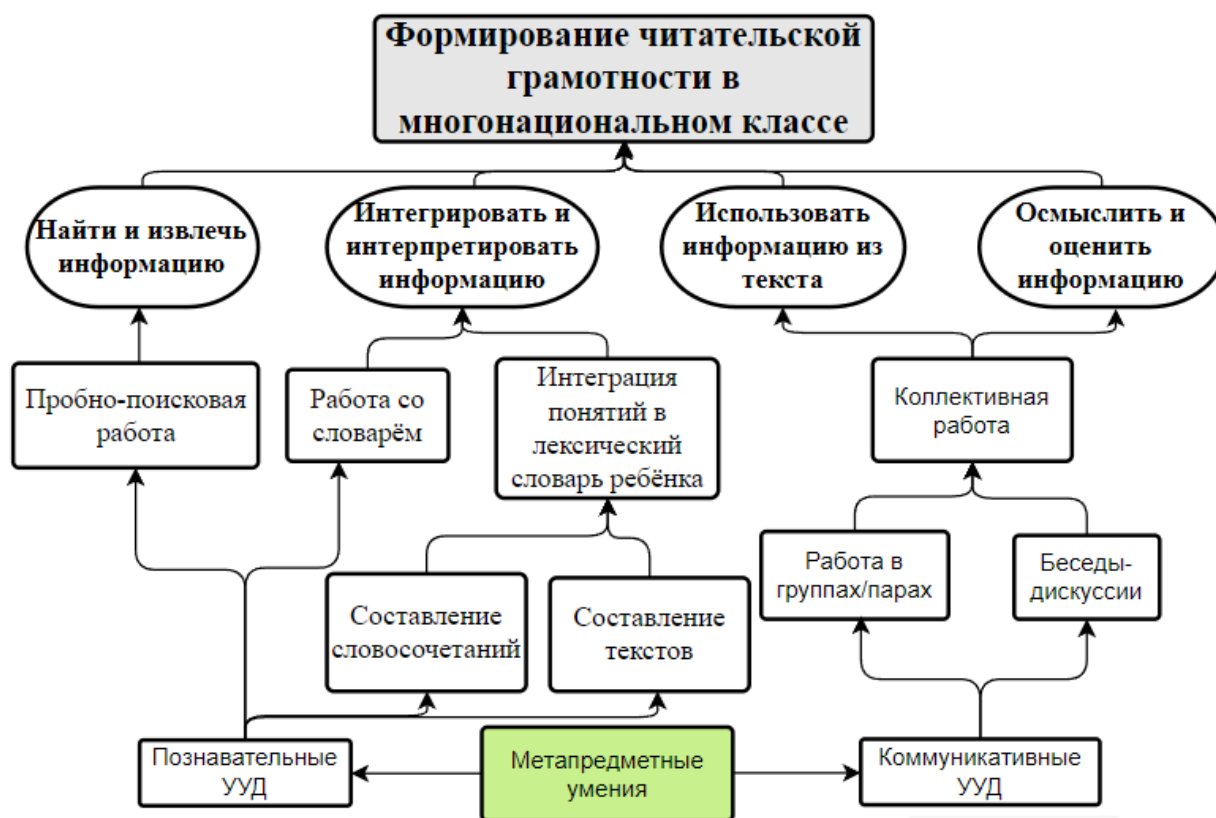 Формирование читательской
грамотности в
многонациональном классе
Найти и извлечь
информацию
Интегрировать и
интерпретировать
информацию
Использовать
информацию из
текста
Осмыслить и
оценить
информацию
Пробно-поисковая
работа
Работа со
словарём
Интеграция
понятий в
лексический
словарь ребёнка
Коллективная
работа
Работа в
группах/парах
Беседы-
дискуссии
Составление
словосочетаний
Составление
текстов
Познавательные
УУД
Метапредметные
умения
Коммуникативные
УУД